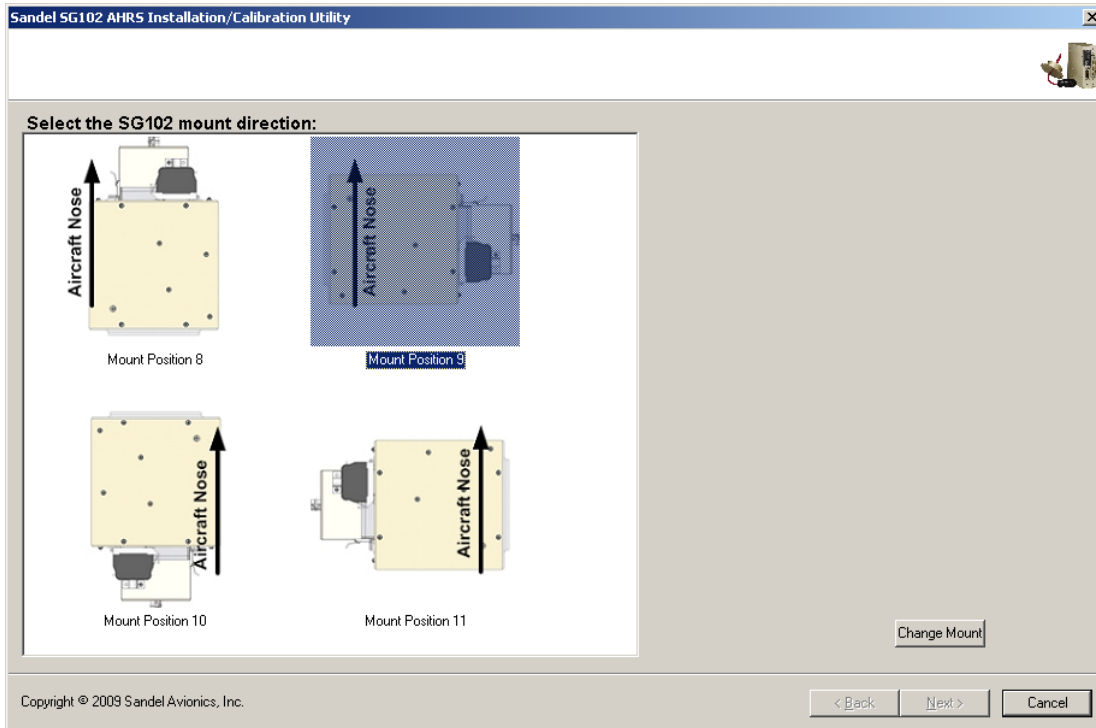 Sandel SG102 AHRS Installation/Calibration Utility
Select the SG102 mount direction:
Aircraft Nose
Aircraft Nose
Mount Position 8
Mount Position 9
Aircraft Nose
Aircraft Nose
Mount Position 10
Mount Position 11
Change Mount
Copyright © 2009 Sandel Avionics, Inc.
< Back
Next >
Cancel